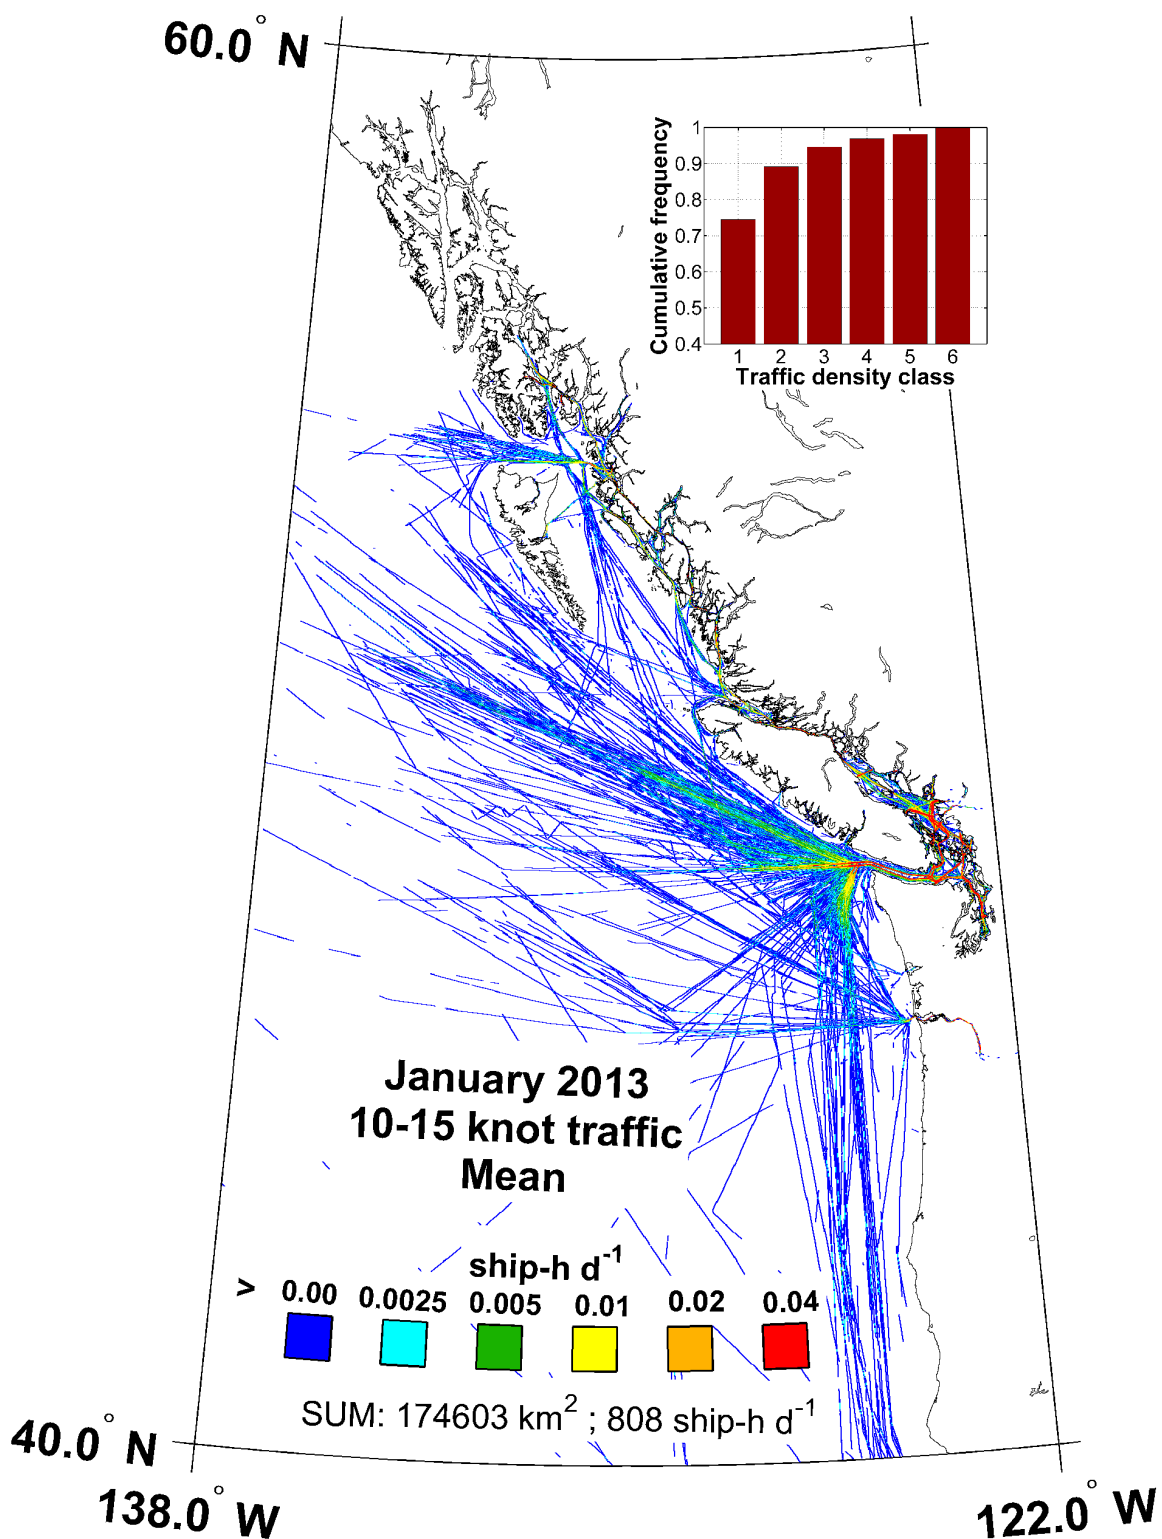 60.0° N
Cumulative frequency
1
0.9
0.8
0.7
0.6
0.5
0.4
1 2 3 4 5 6
Traffic density class
January 2013
10-15 knot traffic
Mean
ship-h d⁻¹
> 0.00 0.0025 0.005 0.01 0.02 0.04
SUM: 174603 km² ; 808 ship-h d⁻¹
40.0° N
138.0° W
122.0° W